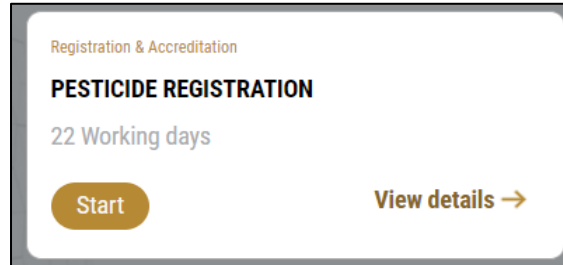 Registration & Accreditation
PESTICIDE REGISTRATION
22 Working days
Start
View details →